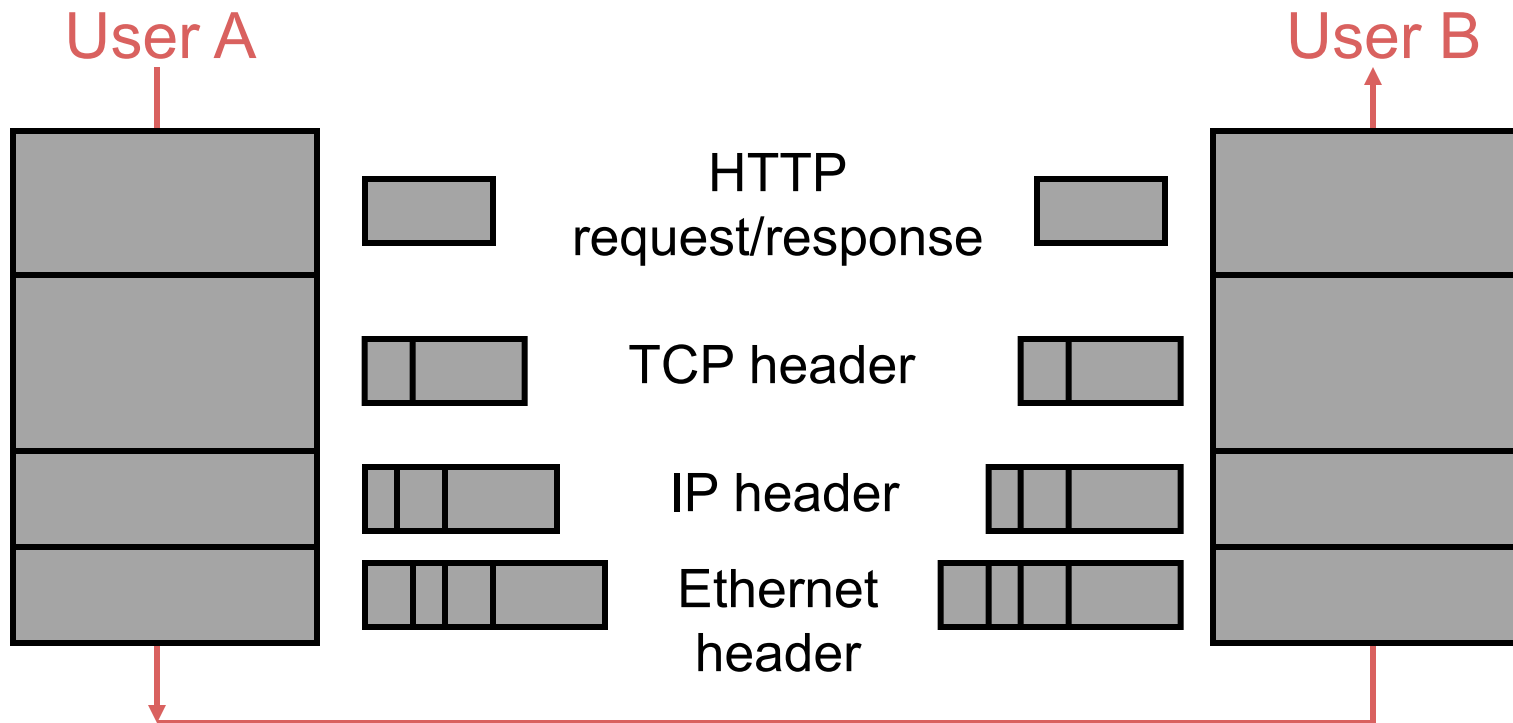 User A
User B
HTTP
request/response
TCP header
IP header
Ethernet
header